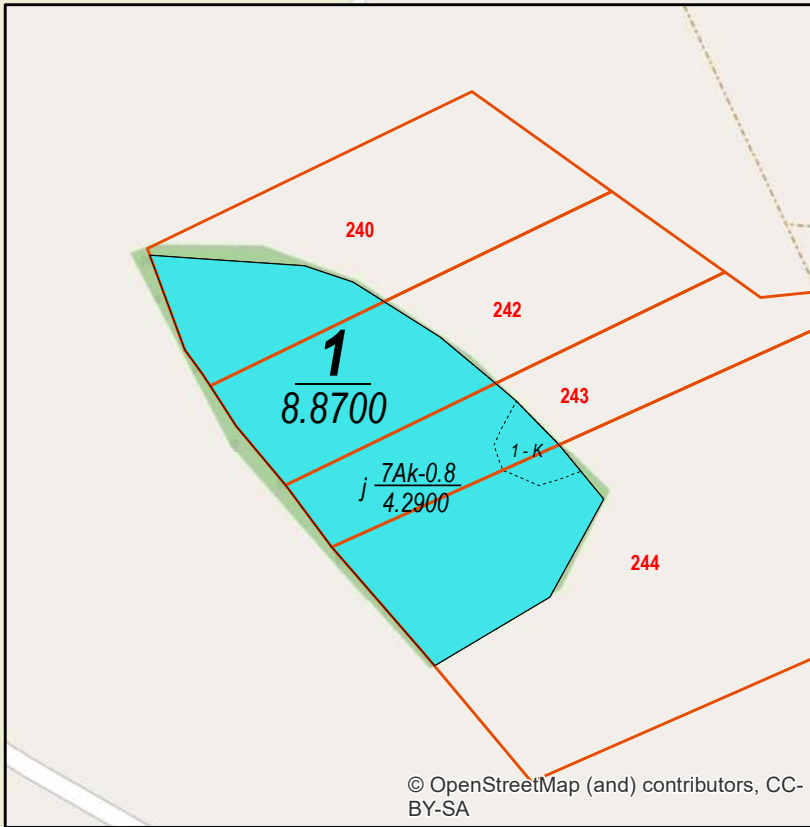 240
242
1
8.8700
243
1 - K
j 7Ak-0.8
4.2900
244
© OpenStreetMap (and) contributors, CC-
BY-SA